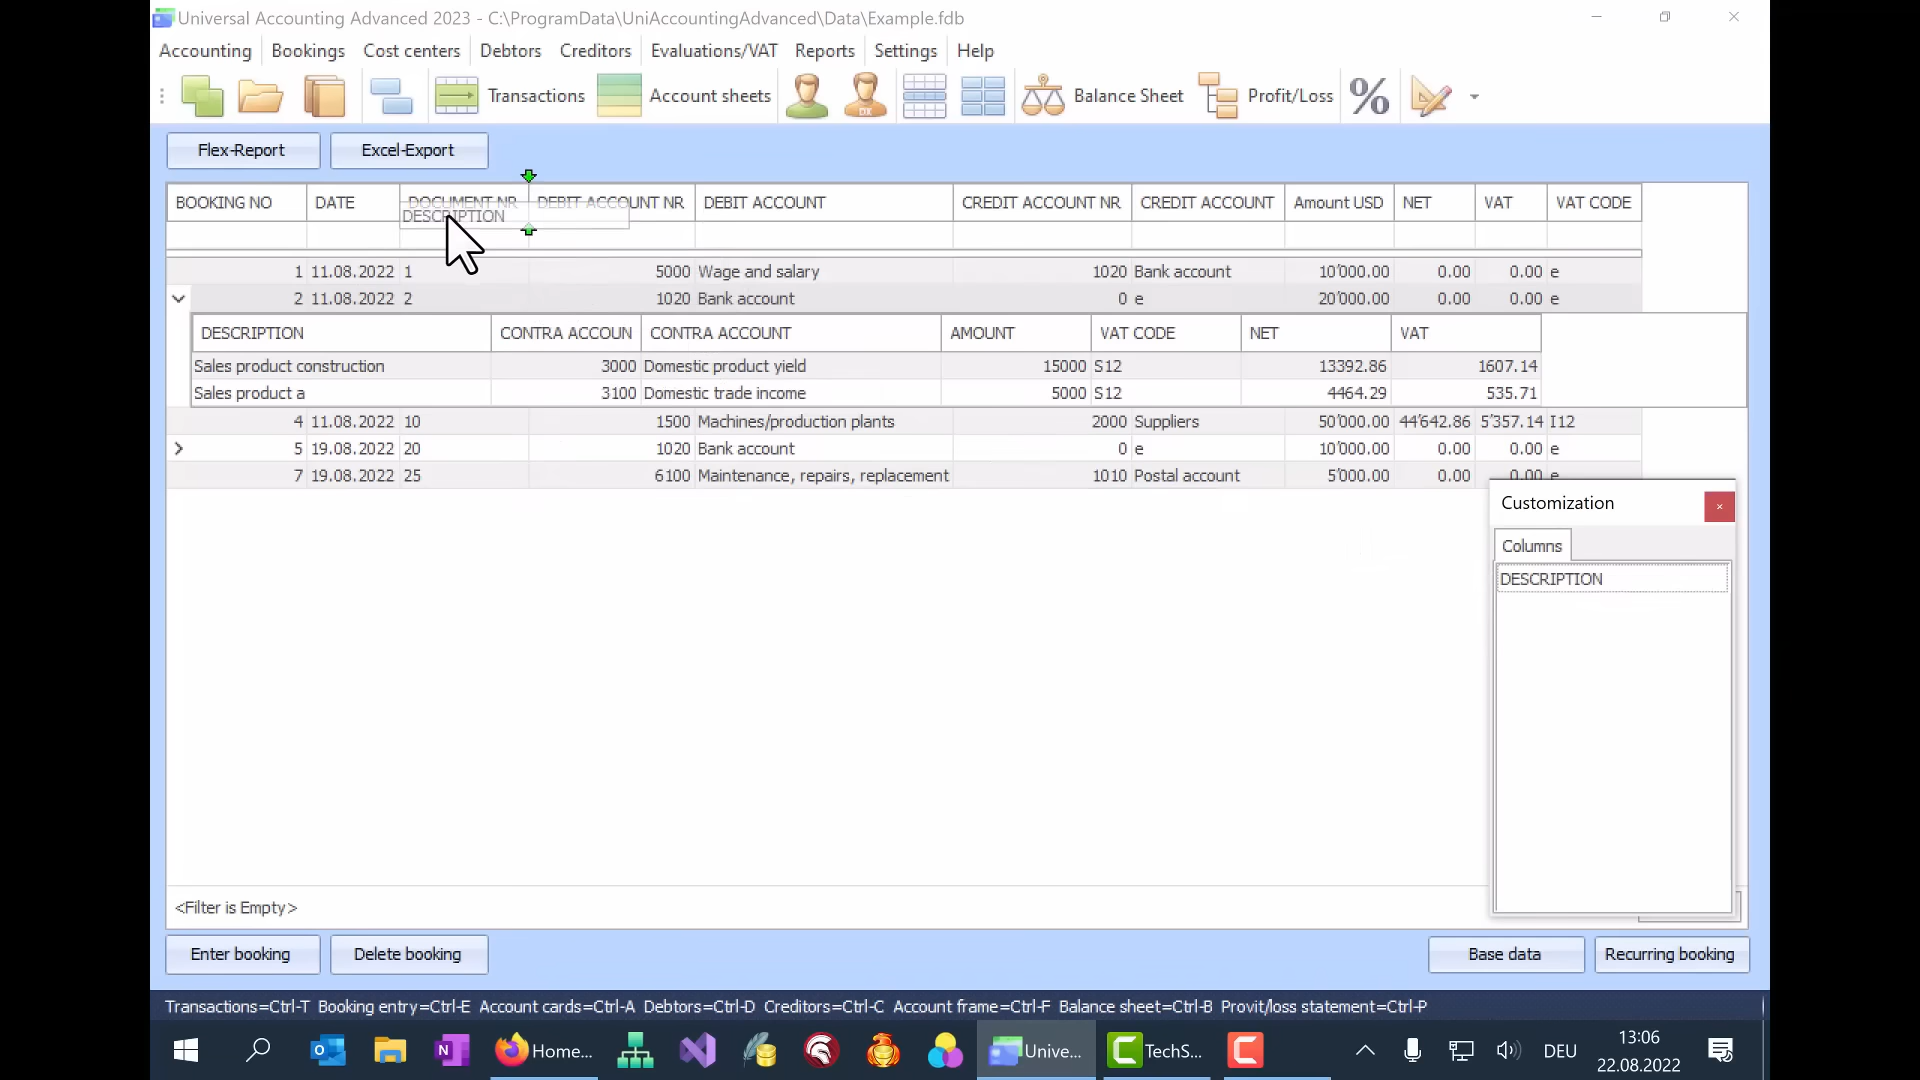 Universal Accounting Advanced 2023 - C:\ProgramData\UniAccountingAdvanced\Data\Example.fdb
Accounting Bookings Cost centers Debtors Creditors Evaluations/VAT Reports Settings Help
Transactions Account sheets Balance Sheet Profit/Loss
Flex-Report Excel-Export
BOOKING NO DATE DOCUMENT NR DEBIT ACCOUNT NR DEBIT ACCOUNT CREDIT ACCOUNT NR CREDIT ACCOUNT Amount USD NET VAT VAT CODE
DESCRIPTION
1 11.08.2022 1 5000 Wage and salary 1020 Bank account 10'000.00 0.00 0.00 e
2 11.08.2022 2 1020 Bank account 0 e 20'000.00 0.00 0.00 e
DESCRIPTION CONTRA ACCOUN CONTRA ACCOUNT AMOUNT VAT CODE NET VAT
Sales product construction 3000 Domestic product yield 15000 S12 13392.86 1607.14
Sales product a 3100 Domestic trade income 5000 S12 4464.29 535.71
4 11.08.2022 10 1500 Machines/production plants 2000 Suppliers 50'000.00 44'642.86 5'357.14 I12
5 19.08.2022 20 1020 Bank account 0 e 10'000.00 0.00 0.00 e
7 19.08.2022 25 6100 Maintenance, repairs, replacement 1010 Postal account 5'000.00 0.00 0.00 e
Customization
Columns
DESCRIPTION
<Filter is Empty>
Enter booking Delete booking Base data Recurring booking
Transactions=Ctrl-T Booking entry=Ctrl-E Account cards=Ctrl-A Debtors=Ctrl-D Creditors=Ctrl-C Account frame=Ctrl-F Balance sheet=Ctrl-B Provit/loss statement=Ctrl-P
Home... Unive... TechS... DEU 13:06
22.08.2022